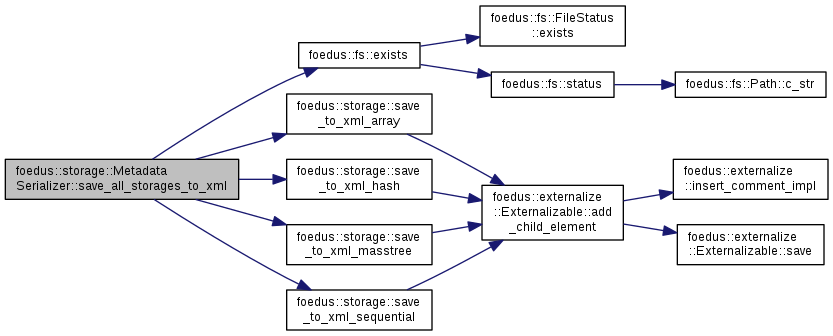 foedus::storage::Metadata
Serializer::save_all_storages_to_xml
foedus::fs::exists
foedus::fs::FileStatus
::exists
foedus::fs::status
foedus::fs::Path::c_str
foedus::storage::save
_to_xml_array
foedus::storage::save
_to_xml_hash
foedus::storage::save
_to_xml_masstree
foedus::storage::save
_to_xml_sequential
foedus::externalize
::Externalizable::add
_child_element
foedus::externalize
::insert_comment_impl
foedus::externalize
::Externalizable::save